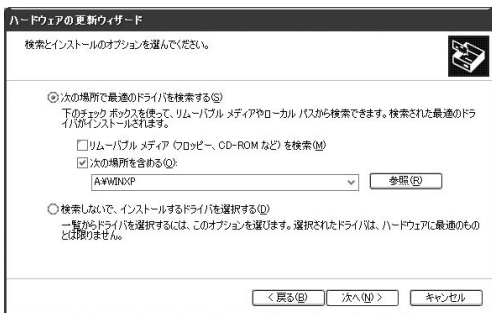 ハードウェアの更新ウィザード
検索とインストールのオプションを選んでください。
次の場所で最適のドライバを検索する(S)
下のチェック ボックスを使って、リムーバブル メディアやローカル パスから検索できます。検索された最適のドラ
イバがインストールされます。
リムーバブル メディア (フロッピー、CD-ROM など) を検索(M)
次の場所を含める(O):
A:¥WINXP
参照(R)
検索しないで、インストールするドライバを選択する(D)
一覧からドライバを選択するには、このオプションを選びます。選択されたドライバは、ハードウェアに最適のもの
とは限りません。
< 戻る(B)
次へ(N) >
キャンセル